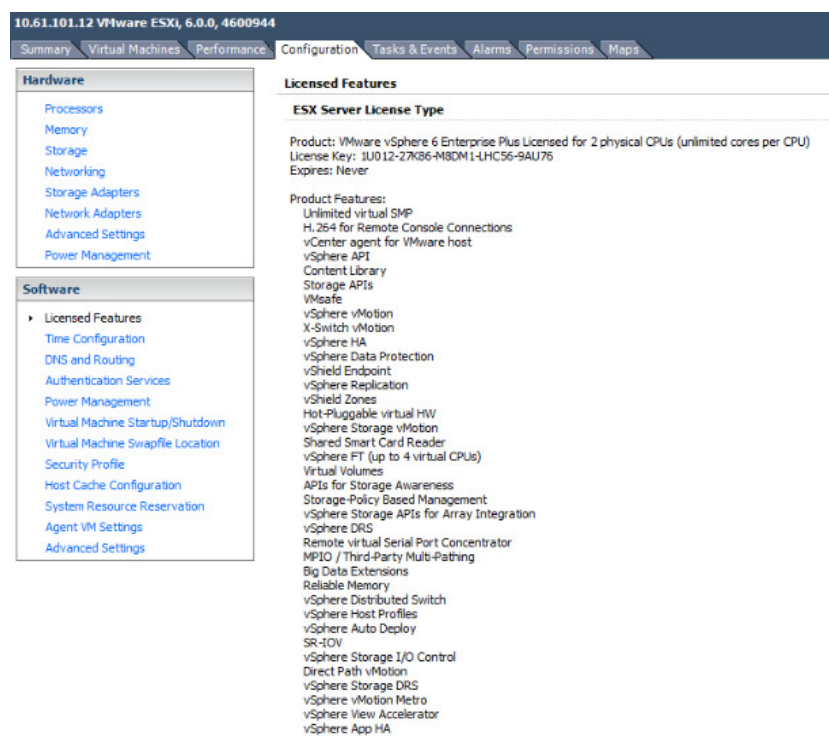 10.61.101.12 VMware ESXi, 6.0.0, 4600944
Summary Virtual Machines Performance Configuration Tasks & Events Alarms Permissions Maps
Hardware
Processors
Memory
Storage
Networking
Storage Adapters
Network Adapters
Advanced Settings
Power Management
Software
Licensed Features
Time Configuration
DNS and Routing
Authentication Services
Power Management
Virtual Machine Startup/Shutdown
Virtual Machine Swapfile Location
Security Profile
Host Cache Configuration
System Resource Reservation
Agent VM Settings
Advanced Settings
Licensed Features
ESX Server License Type
Product: VMware vSphere 6 Enterprise Plus Licensed for 2 physical CPUs (unlimited cores per CPU)
License Key: 1U012-27K86-M8DM1-LHC56-9AU76
Expires: Never
Product Features:
Unlimited virtual SMP
H.264 for Remote Console Connections
vCenter agent for VMware host
vSphere API
Content Library
Storage APIs
VMsafe
vSphere vMotion
X-Switch vMotion
vSphere HA
vSphere Data Protection
vShield Endpoint
vSphere Replication
vShield Zones
Hot-Pluggable virtual HW
vSphere Storage vMotion
Shared Smart Card Reader
vSphere FT (up to 4 virtual CPUs)
Virtual Volumes
APIs for Storage Awareness
Storage-Policy Based Management
vSphere Storage APIs for Array Integration
vSphere DRS
Remote virtual Serial Port Concentrator
MPIO / Third-Party Multi-Pathing
Big Data Extensions
Reliable Memory
vSphere Distributed Switch
vSphere Host Profiles
vSphere Auto Deploy
SR-IOV
vSphere Storage I/O Control
Direct Path vMotion
vSphere Storage DRS
vSphere vMotion Metro
vSphere View Accelerator
vSphere App HA